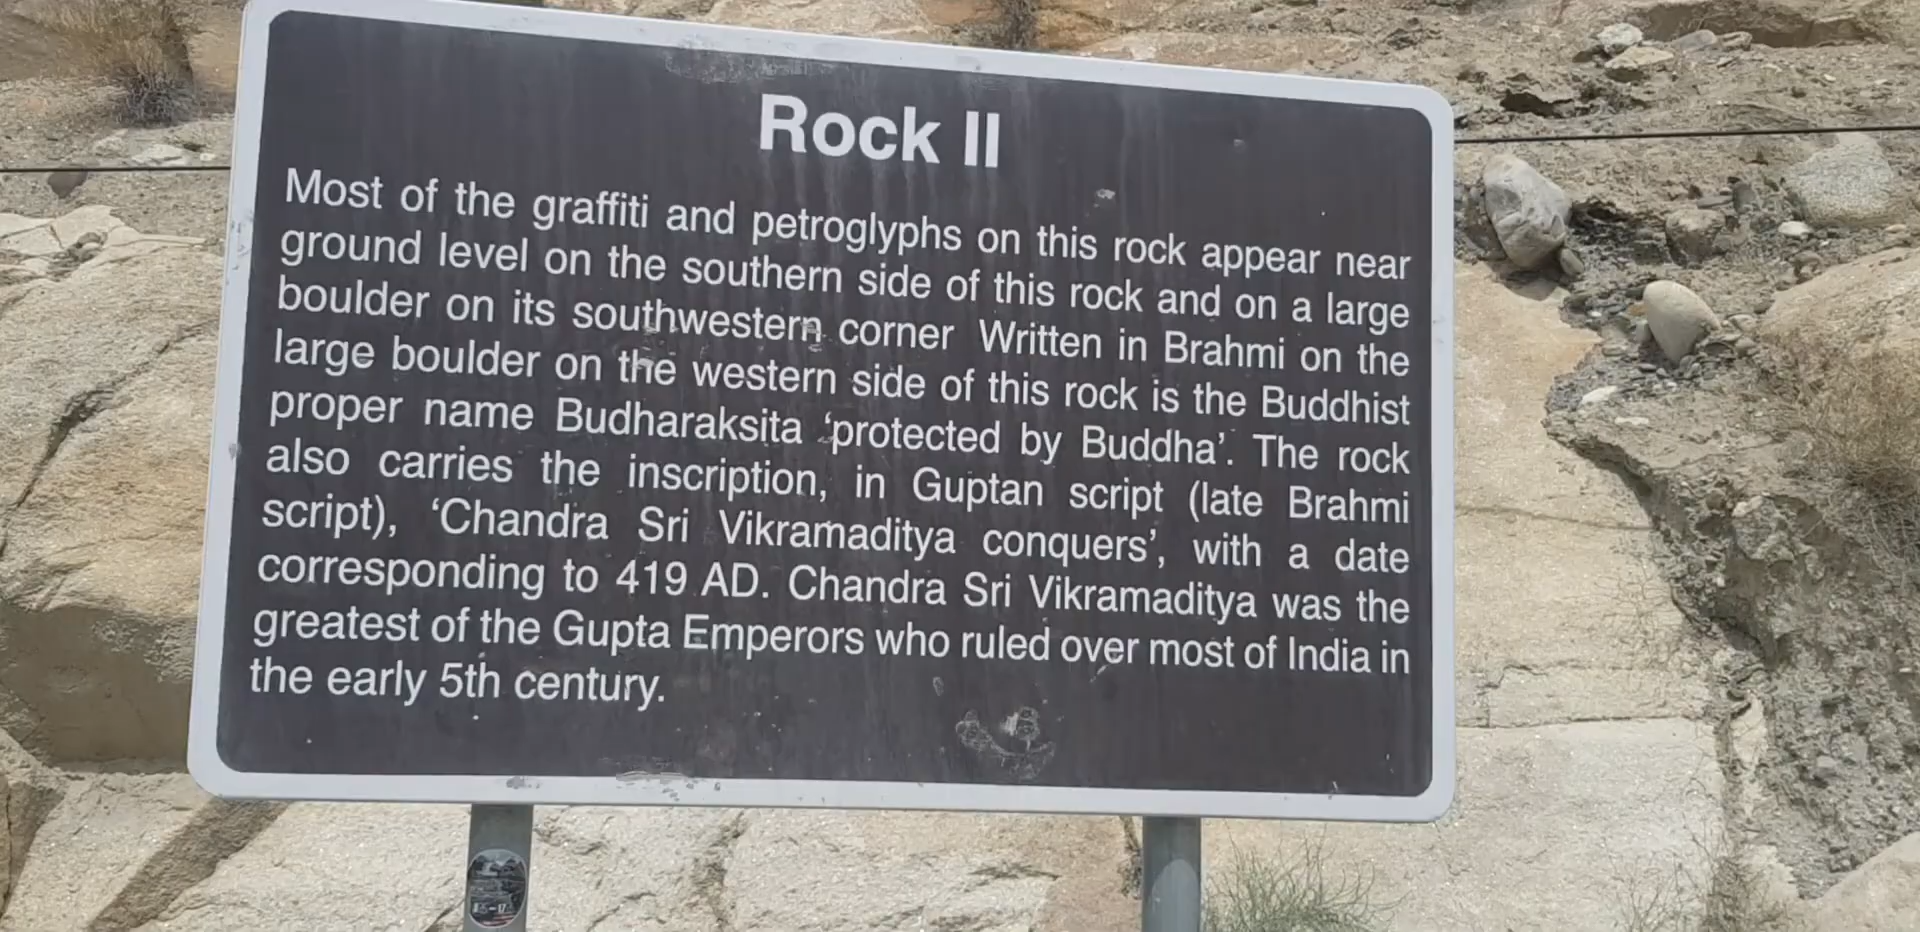 Rock II
Most of the graffiti and petroglyphs on this rock appear near
ground level on the southern side of this rock and on a large
boulder on its southwestern corner Written in Brahmi on the
large boulder on the western side of this rock is the Buddhist
proper name Budharaksita ‘protected by Buddha’. The rock
also carries the inscription, in Guptan script (late Brahmi
script), ‘Chandra Sri Vikramaditya conquers’, with a date
corresponding to 419 AD. Chandra Sri Vikramaditya was the
greatest of the Gupta Emperors who ruled over most of India in
the early 5th century.